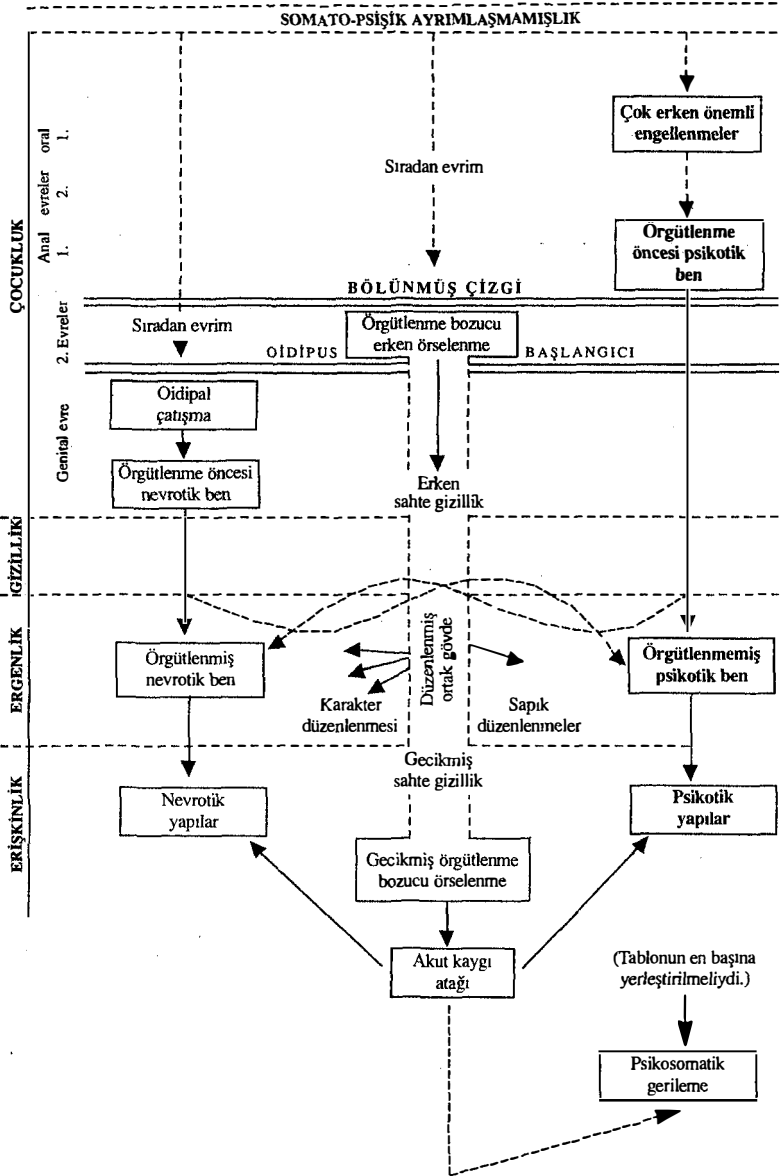 SOMATO-PSİŞİK AYRIMLAŞMAMIŞLIK
ÇOCUKLUK
Anal evreler oral
1. 2. 2. 1.
2. Evreler
Genital evre
GİZİLLİK
ERGENLİK
ERİŞKİNLİK
Çok erken önemli
engellenmeler
Sıradan evrim
Örgütlenme
öncesi psikotik
ben
BÖLÜNMÜŞ ÇİZGİ
Sıradan evrim
Örgütlenme bozucu
erken örselenme
OİDİPUS
BAŞLANGICI
Oidipal
çatışma
Örgütlenme öncesi
nevrotik ben
Erken
sahte gizillik
Örgütlenmiş
nevrotik ben
Düzenlenmiş
ortak gövde
Örgütlenmemiş
psikotik ben
Karakter
düzenlenmesi
Sapık
düzenlenmeler
Gecikmiş
sahte gizillik
Nevrotik
yapılar
Psikotik
yapılar
Gecikmiş örgütlenme
bozucu örselenme
Akut kaygı
atağı
(Tablonun en başına
yerleştirilmeliydi.)
Psikosomatik
gerileme